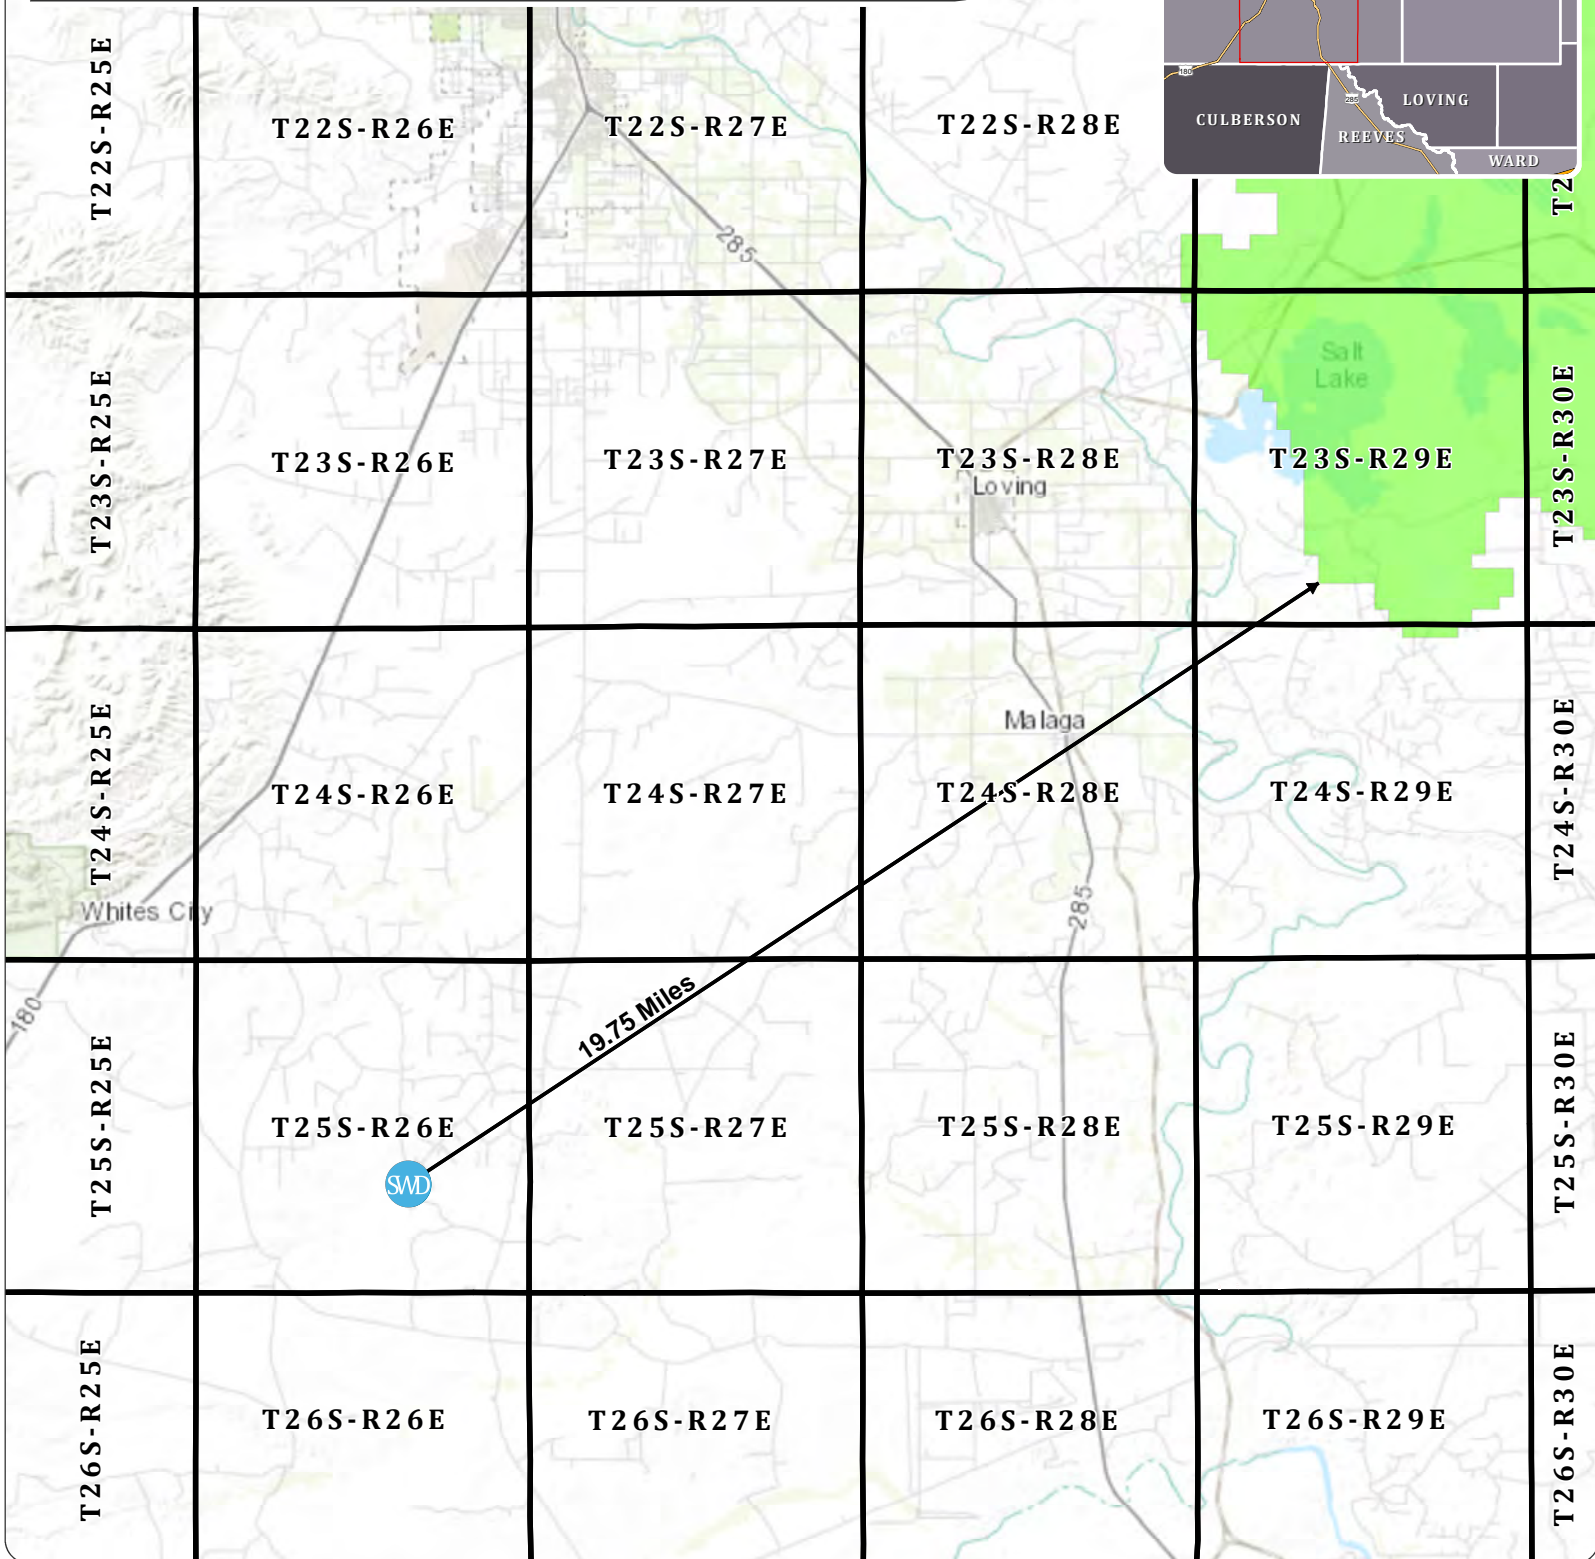 180
285
LOVING
CULBERSON
REEVES
WARD
T22S-R25E
T22S-R26E
T22S-R27E
T22S-R28E
T2
285
Salt
Lake
T23S-R25E
T23S-R26E
T23S-R27E
T23S-R28E
T23S-R29E
T23S-R30E
Loving
Malaga
T24S-R25E
T24S-R26E
T24S-R27E
T24S-R28E
T24S-R29E
T24S-R30E
Whites City
285
180
19.75 Miles
T25S-R25E
T25S-R26E
T25S-R27E
T25S-R28E
T25S-R29E
T25S-R30E
SWD
T26S-R25E
T26S-R26E
T26S-R27E
T26S-R28E
T26S-R29E
T26S-R30E